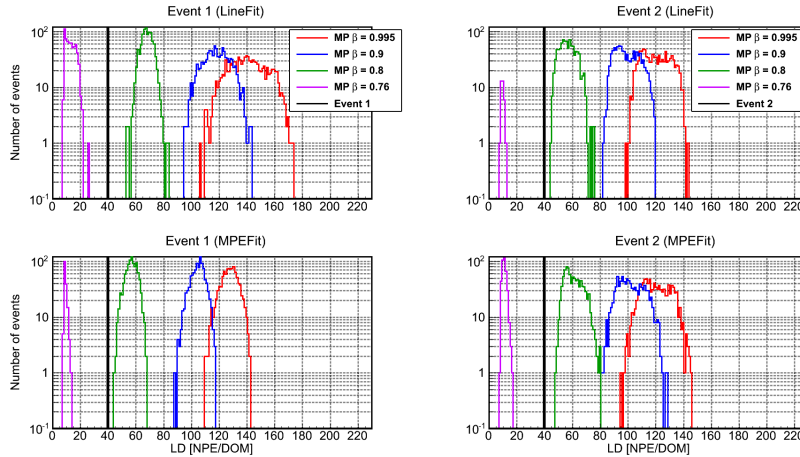 Event 1 (LineFit)
Number of events
10²
10
1
10⁻¹
0 20 40 60 80 100 120 140 160 180 200 220
MP β = 0.995
MP β = 0.9
MP β = 0.8
MP β = 0.76
Event 1
Event 2 (LineFit)
10²
10
1
10⁻¹
0 20 40 60 80 100 120 140 160 180 200 220
MP β = 0.995
MP β = 0.9
MP β = 0.8
MP β = 0.76
Event 2
Event 1 (MPEFit)
Number of events
10²
10
1
10⁻¹
0 20 40 60 80 100 120 140 160 180 200 220
LD [NPE/DOM]
Event 2 (MPEFit)
10²
10
1
10⁻¹
0 20 40 60 80 100 120 140 160 180 200 220
LD [NPE/DOM]